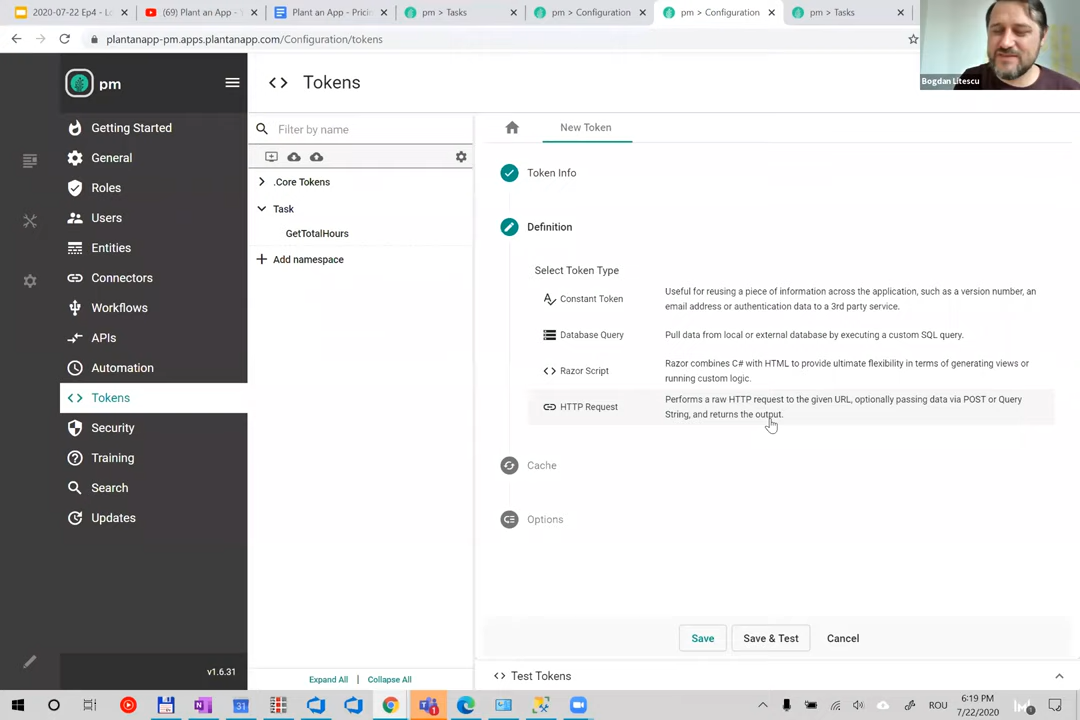 2020-07-22 Ep4 - Lo
(69) Plant an App -
Plant an App - Pricin
pm > Tasks
pm > Configuration
pm > Configuration
pm > Tasks
plantanapp-pm.apps.plantanapp.com/Configuration/tokens
Bogdan Litescu
pm
Tokens
Getting Started
General
Roles
Users
Entities
Connectors
Workflows
APIs
Automation
Tokens
Security
Training
Search
Updates
v1.6.31
Filter by name
.Core Tokens
Task
GetTotalHours
Add namespace
Expand All | Collapse All
New Token
Token Info
Definition
Select Token Type
Constant Token
Useful for reusing a piece of information across the application, such as a version number, an
email address or authentication data to a 3rd party service.
Database Query
Pull data from local or external database by executing a custom SQL query.
Razor Script
Razor combines C# with HTML to provide ultimate flexibility in terms of generating views or
running custom logic.
HTTP Request
Performs a raw HTTP request to the given URL, optionally passing data via POST or Query
String, and returns the output.
Cache
Options
Save
Save & Test
Cancel
Test Tokens
31
ROU
6:19 PM
7/22/2020